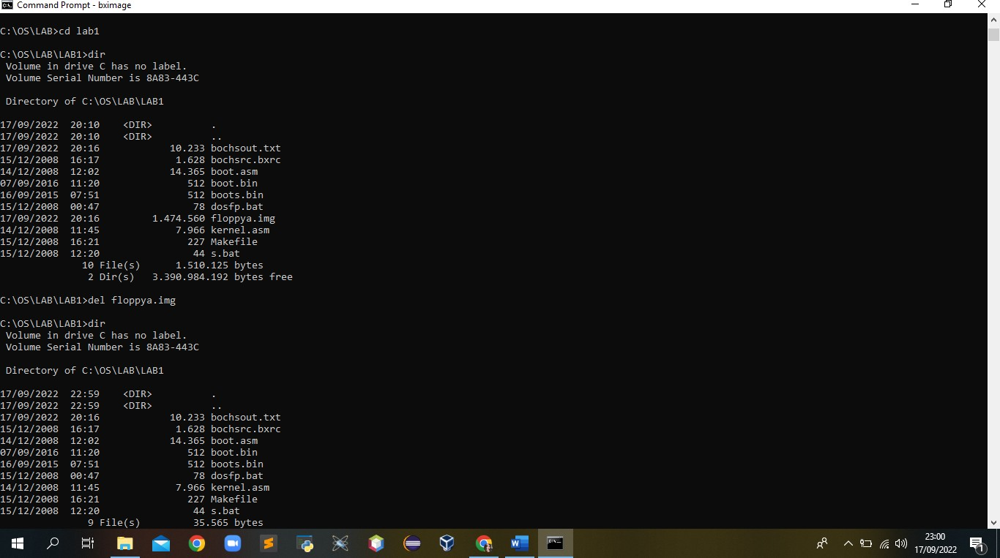 Command Prompt - bximage
C:\OS\LAB>cd lab1
C:\OS\LAB\LAB1>dir
Volume in drive C has no label.
Volume Serial Number is 8A83-443C
Directory of C:\OS\LAB\LAB1
17/09/2022  20:10    <DIR>          .
17/09/2022  20:10    <DIR>          ..
17/09/2022  20:16            10.233 bochsout.txt
15/12/2008  16:17             1.628 bochsrc.bxrc
14/12/2008  12:02            14.365 boot.asm
07/09/2016  11:20               512 boot.bin
16/09/2015  07:51               512 boots.bin
15/12/2008  00:47                78 dosfp.bat
17/09/2022  20:16         1.474.560 floppya.img
14/12/2008  11:45             7.966 kernel.asm
15/12/2008  16:21               227 Makefile
15/12/2008  12:20                44 s.bat
10 File(s)      1.510.125 bytes
2 Dir(s)   3.390.984.192 bytes free
C:\OS\LAB\LAB1>del floppya.img
C:\OS\LAB\LAB1>dir
Volume in drive C has no label.
Volume Serial Number is 8A83-443C
Directory of C:\OS\LAB\LAB1
17/09/2022  22:59    <DIR>          .
17/09/2022  22:59    <DIR>          ..
17/09/2022  20:16            10.233 bochsout.txt
15/12/2008  16:17             1.628 bochsrc.bxrc
14/12/2008  12:02            14.365 boot.asm
07/09/2016  11:20               512 boot.bin
16/09/2015  07:51               512 boots.bin
15/12/2008  00:47                78 dosfp.bat
14/12/2008  11:45             7.966 kernel.asm
15/12/2008  16:21               227 Makefile
15/12/2008  12:20                44 s.bat
9 File(s)         35.565 bytes
23:00
17/09/2022
1